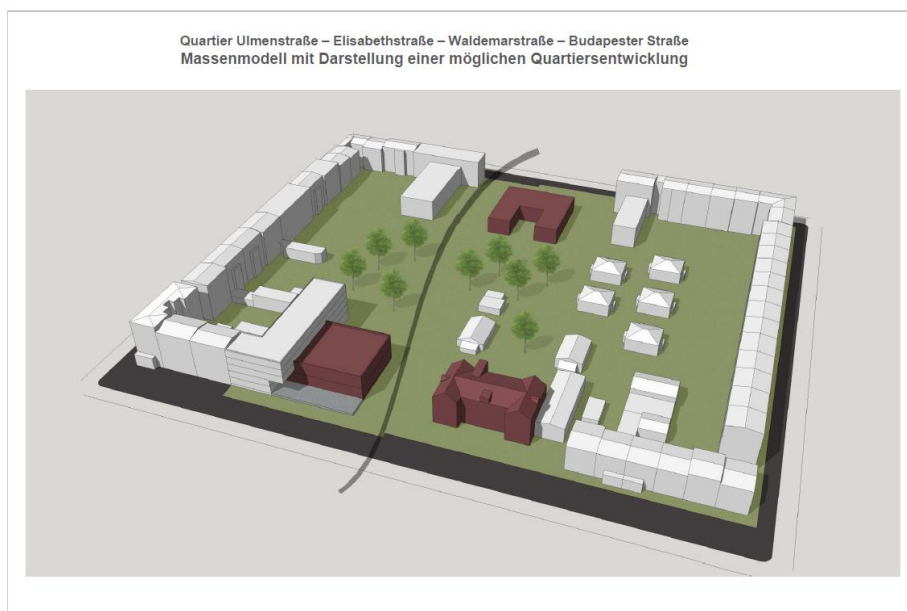 Quartier Ulmenstraße – Elisabethstraße – Waldemarstraße – Budapester Straße
Massenmodell mit Darstellung einer möglichen Quartiersentwicklung